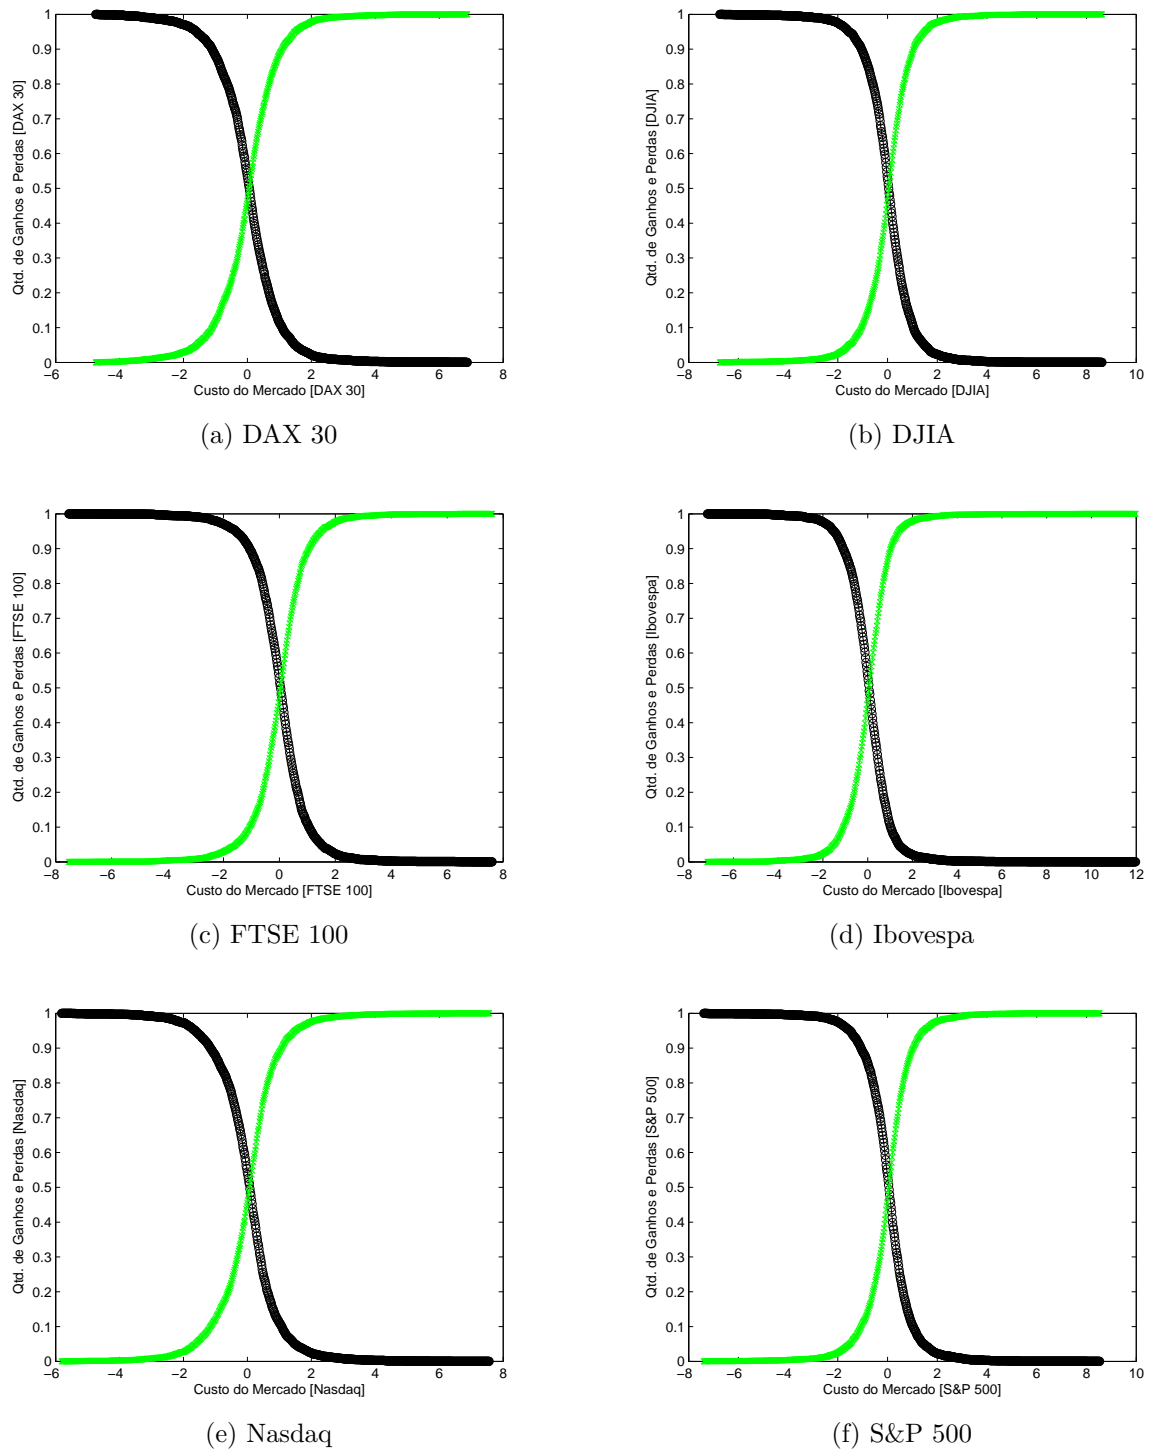 1
0.9
0.8
0.7
0.6
0.5
0.4
0.3
0.2
0.1
0
Qtd. de Ganhos e Perdas [DAX 30]
−6 −4 −2 0 2 4 6 8
Custo do Mercado [DAX 30]
(a) DAX 30
1
0.9
0.8
0.7
0.6
0.5
0.4
0.3
0.2
0.1
0
Qtd. de Ganhos e Perdas [DJIA]
−8 −6 −4 −2 0 2 4 6 8 10
Custo do Mercado [DJIA]
(b) DJIA
1
0.9
0.8
0.7
0.6
0.5
0.4
0.3
0.2
0.1
0
Qtd. de Ganhos e Perdas [FTSE 100]
−8 −6 −4 −2 0 2 4 6 8
Custo do Mercado [FTSE 100]
(c) FTSE 100
1
0.9
0.8
0.7
0.6
0.5
0.4
0.3
0.2
0.1
0
Qtd. de Ganhos e Perdas [Ibovespa]
−8 −6 −4 −2 0 2 4 6 8 10 12
Custo do Mercado [Ibovespa]
(d) Ibovespa
1
0.9
0.8
0.7
0.6
0.5
0.4
0.3
0.2
0.1
0
Qtd. de Ganhos e Perdas [Nasdaq]
−6 −4 −2 0 2 4 6 8
Custo do Mercado [Nasdaq]
(e) Nasdaq
1
0.9
0.8
0.7
0.6
0.5
0.4
0.3
0.2
0.1
0
Qtd. de Ganhos e Perdas [S&P 500]
−8 −6 −4 −2 0 2 4 6 8 10
Custo do Mercado [S&P 500]
(f) S&P 500